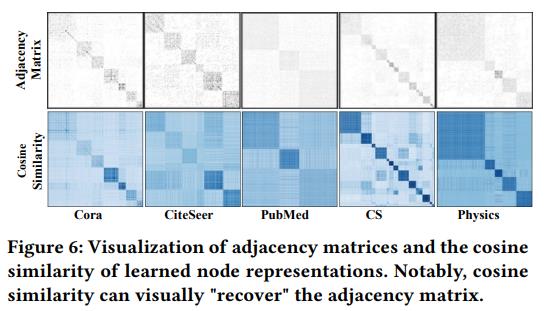 Adjacency
Matrix
Cosine
Similarity
Cora CiteSeer PubMed CS Physics
Figure 6: Visualization of adjacency matrices and the cosine
similarity of learned node representations. Notably, cosine
similarity can visually "recover" the adjacency matrix.